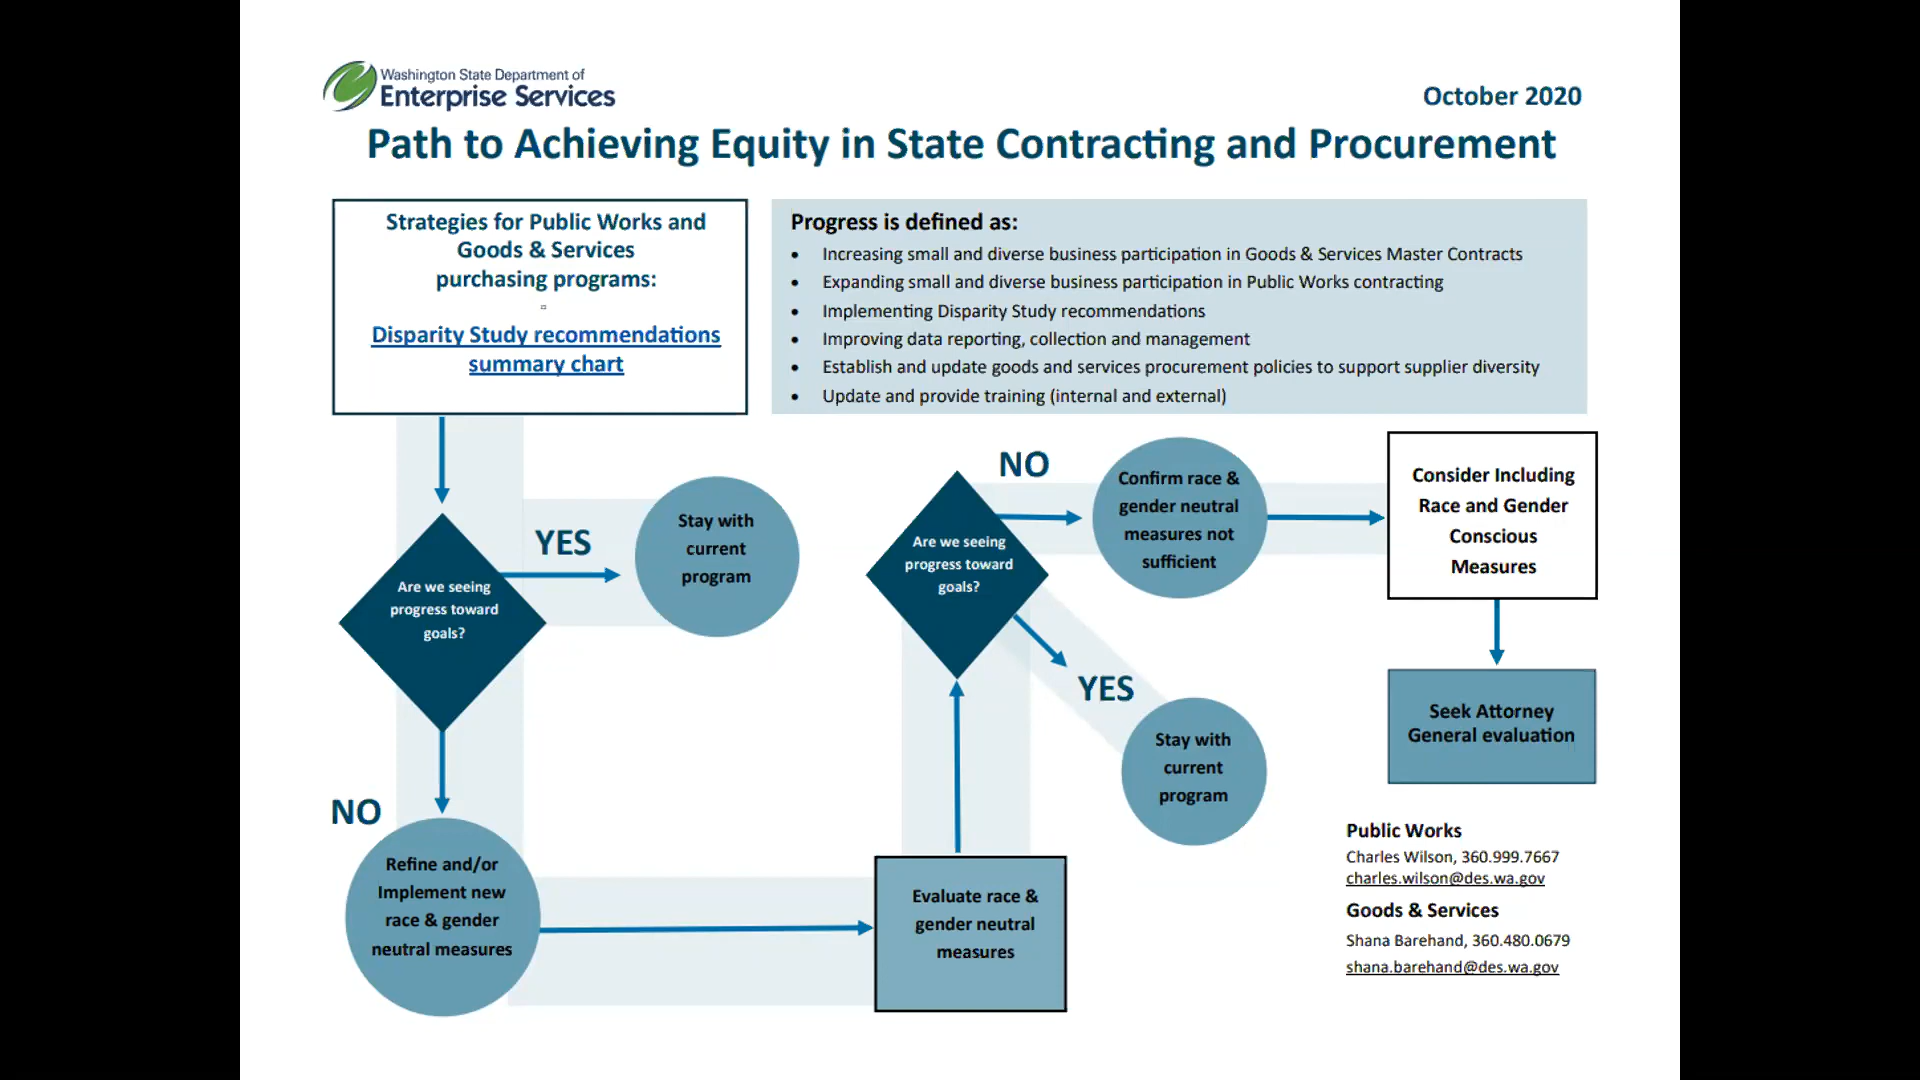 Washington State Department of
Enterprise Services
October 2020
Path to Achieving Equity in State Contracting and Procurement
Strategies for Public Works and
Goods & Services
purchasing programs:
Disparity Study recommendations
summary chart
Progress is defined as:
• Increasing small and diverse business participation in Goods & Services Master Contracts
• Expanding small and diverse business participation in Public Works contracting
• Implementing Disparity Study recommendations
• Improving data reporting, collection and management
• Establish and update goods and services procurement policies to support supplier diversity
• Update and provide training (internal and external)
Are we seeing
progress toward
goals?
YES
Stay with
current
program
NO
Refine and/or
Implement new
race & gender
neutral measures
Evaluate race &
gender neutral
measures
Are we seeing
progress toward
goals?
NO
Confirm race &
gender neutral
measures not
sufficient
YES
Stay with
current
program
Consider Including
Race and Gender
Conscious
Measures
Seek Attorney
General evaluation
Public Works
Charles Wilson, 360.999.7667
charles.wilson@des.wa.gov
Goods & Services
Shana Barehand, 360.480.0679
shana.barehand@des.wa.gov